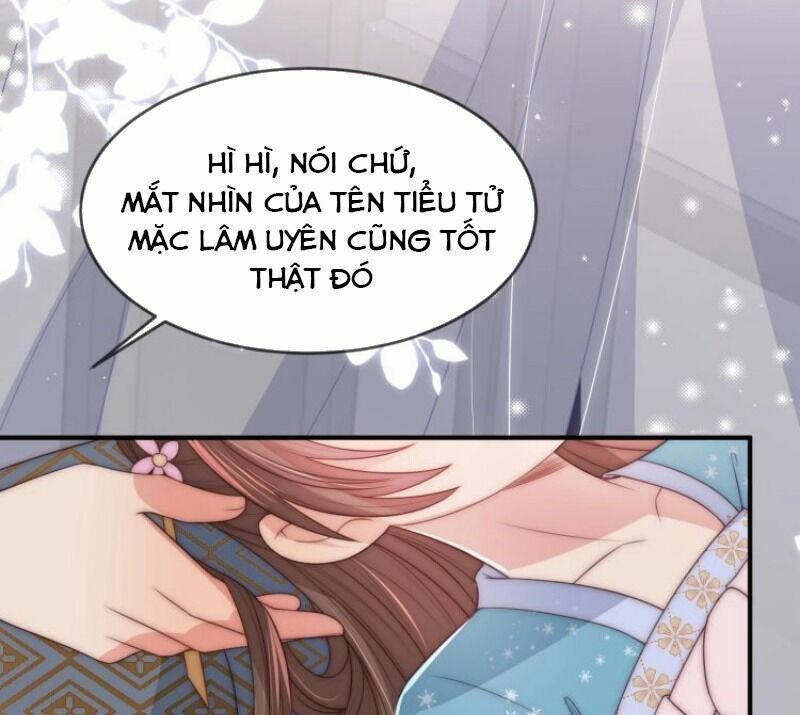 HÌ HÌ, NÓI CHỨ,
MẮT NHÌN CỦA TÊN TIỂU TỬ
MẶC LÂM UYÊN CŨNG TỐT
THẬT ĐÓ